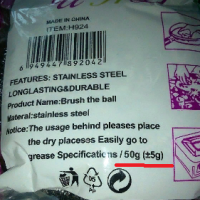 MADE IN CHINA
ITEM:H924
6 949447 892042
FEATURES: STAINLESS STEEL
LONGLASTING&DURABLE
Product Name:Brush the ball
Materal:stainless steel
Notice:The usage behind pleases place
the dry placesss Easily go to
grease Specifications / 50g (±5g)